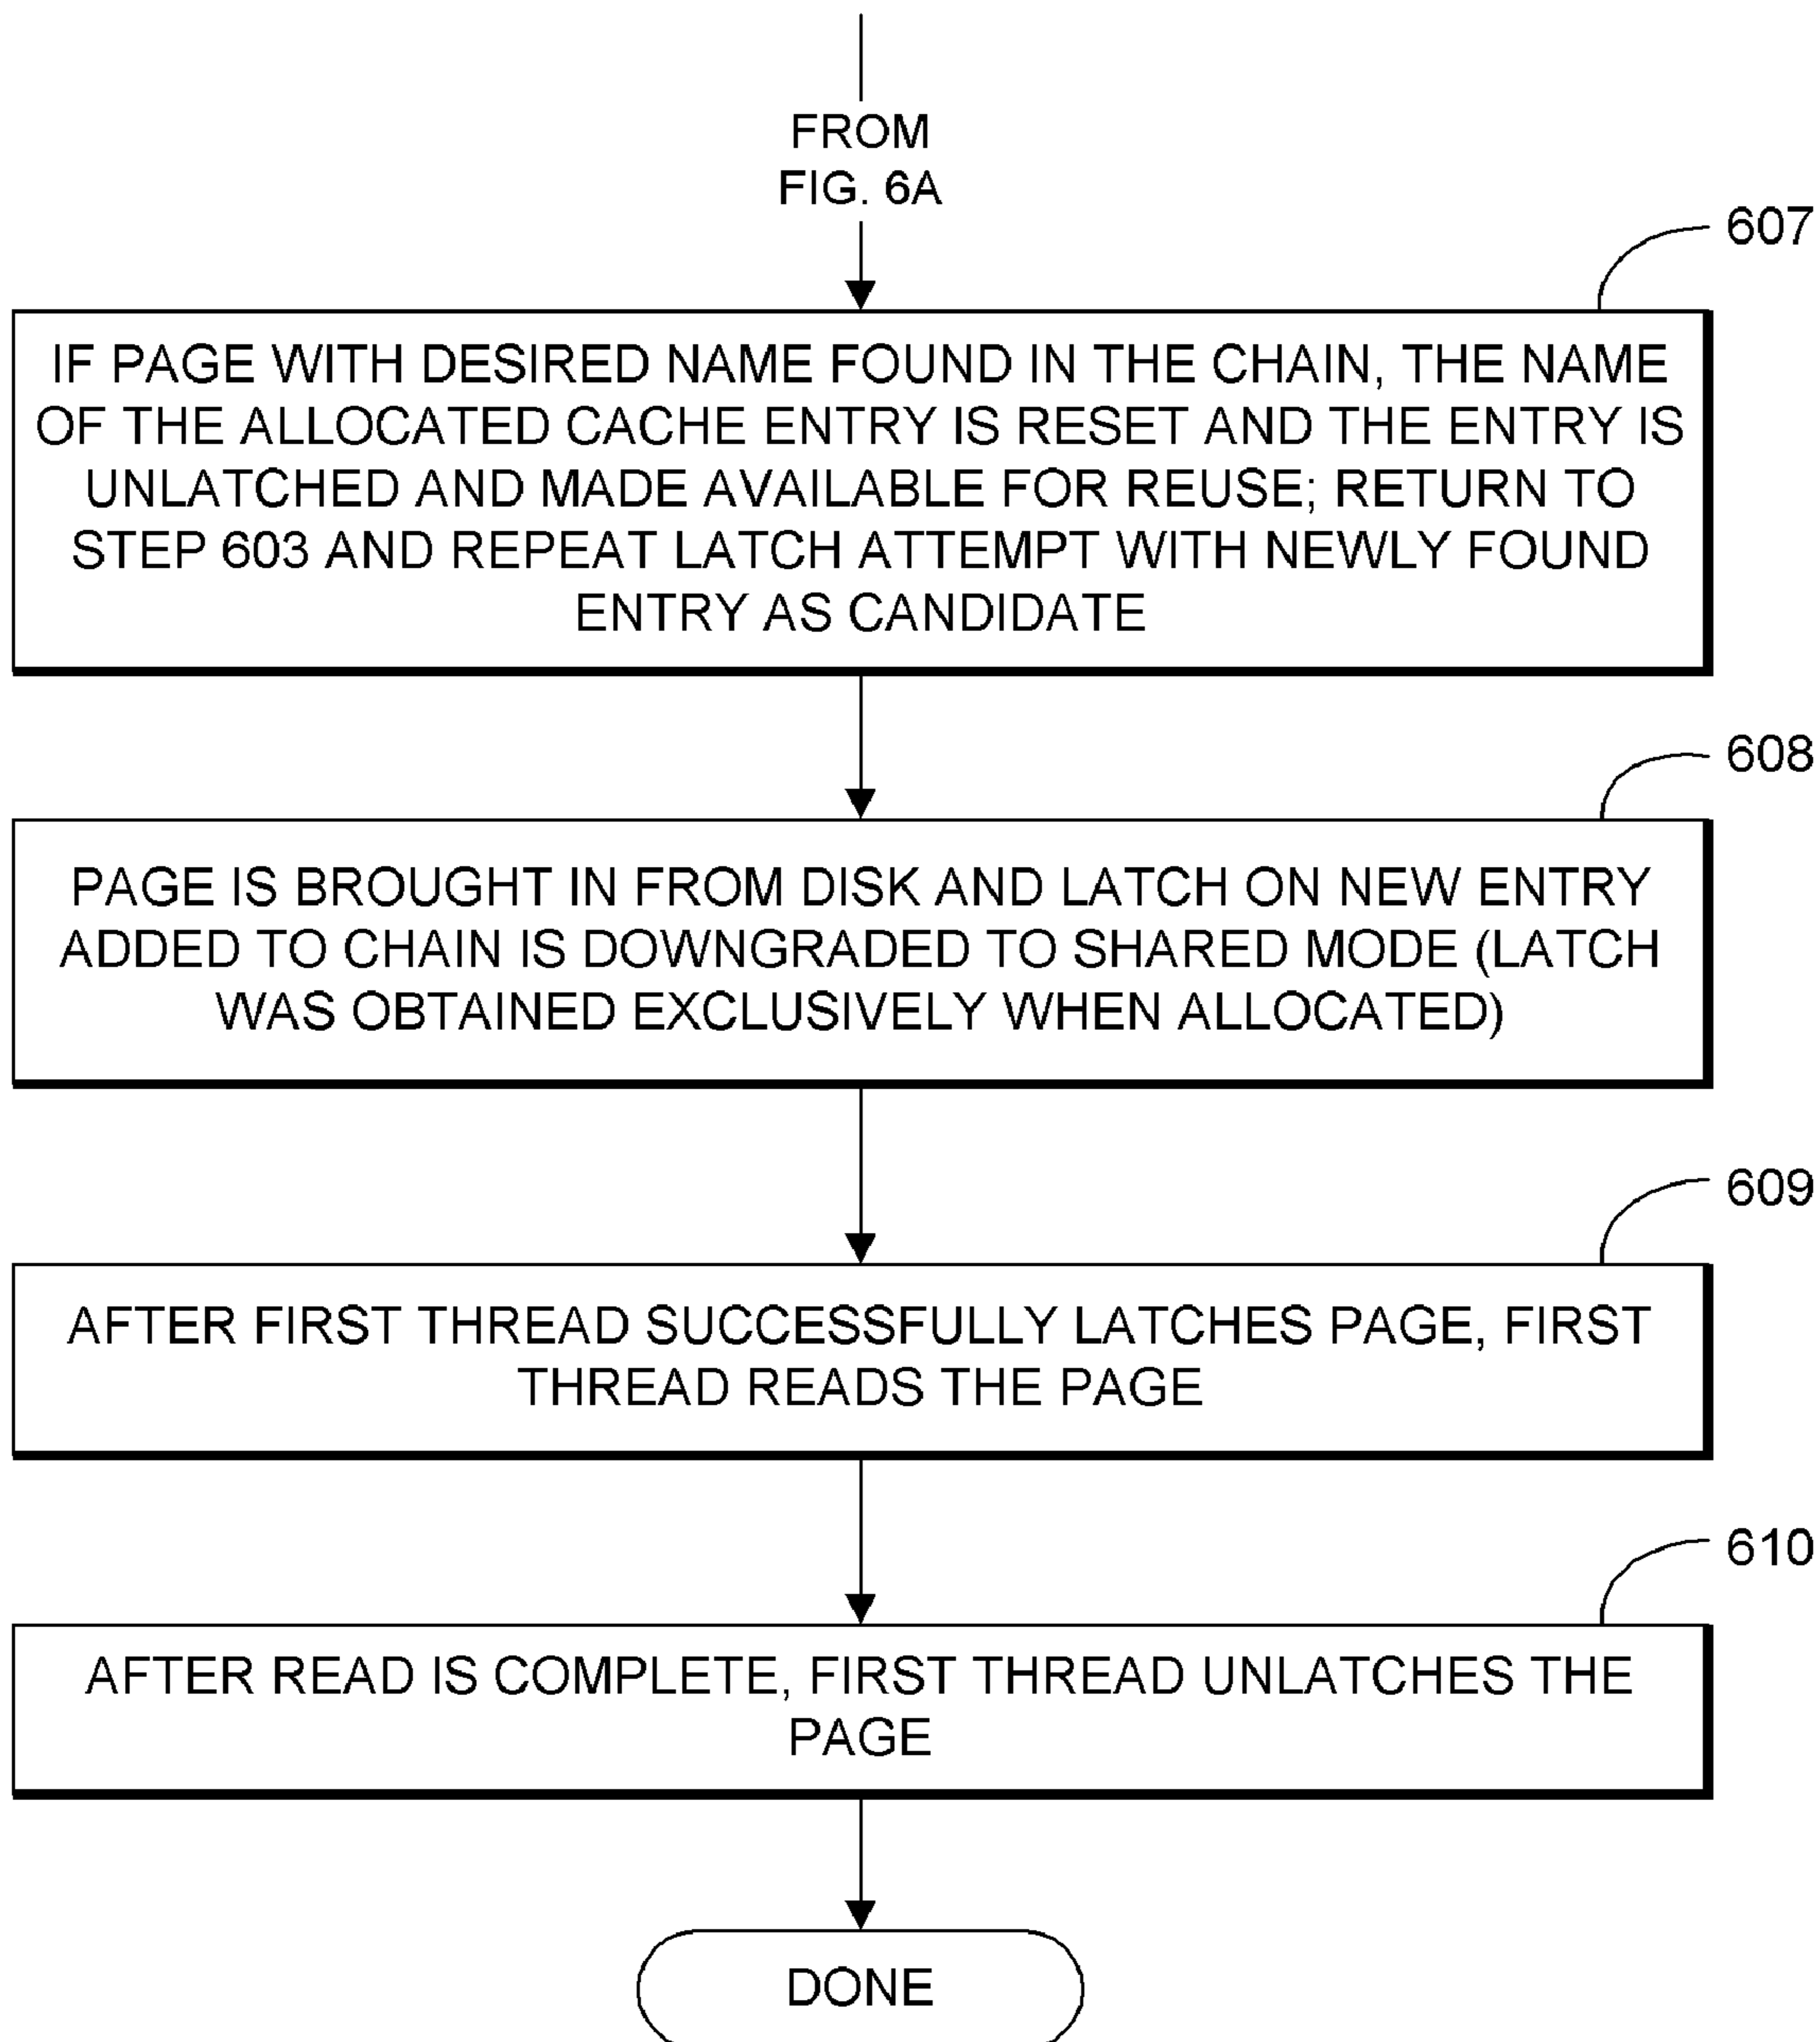 FROM
FIG. 6A
607
IF PAGE WITH DESIRED NAME FOUND IN THE CHAIN, THE NAME
OF THE ALLOCATED CACHE ENTRY IS RESET AND THE ENTRY IS
UNLATCHED AND MADE AVAILABLE FOR REUSE; RETURN TO
STEP 603 AND REPEAT LATCH ATTEMPT WITH NEWLY FOUND
ENTRY AS CANDIDATE
608
PAGE IS BROUGHT IN FROM DISK AND LATCH ON NEW ENTRY
ADDED TO CHAIN IS DOWNGRADED TO SHARED MODE (LATCH
WAS OBTAINED EXCLUSIVELY WHEN ALLOCATED)
609
AFTER FIRST THREAD SUCCESSFULLY LATCHES PAGE, FIRST
THREAD READS THE PAGE
610
AFTER READ IS COMPLETE, FIRST THREAD UNLATCHES THE
PAGE
DONE